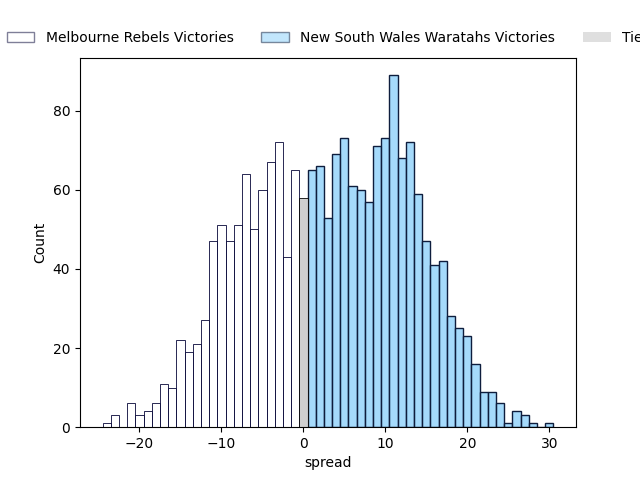 Melbourne Rebels Victories New South Wales Waratahs Victories Tie
80
60
40
20
0
Count
−20 −10 0 10 20 30
spread